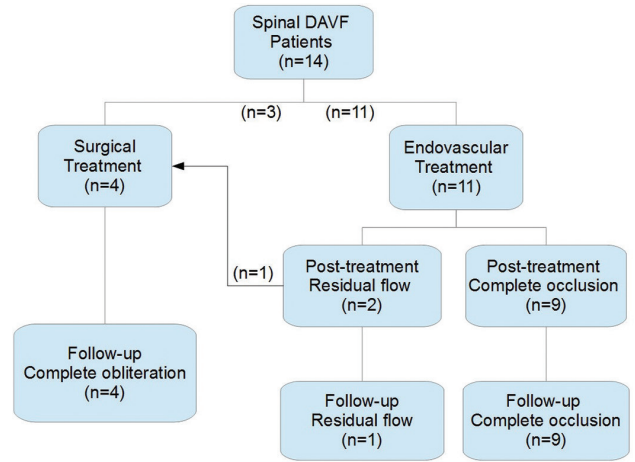 Spinal DAVF
Patients
(n=14)
(n=3)
(n=11)
Surgical
Treatment
(n=4)
Endovascular
Treatment
(n=11)
(n=1)
Post-treatment
Residual flow
(n=2)
Post-treatment
Complete occlusion
(n=9)
Follow-up
Complete obliteration
(n=4)
Follow-up
Residual flow
(n=1)
Follow-up
Complete occlusion
(n=9)